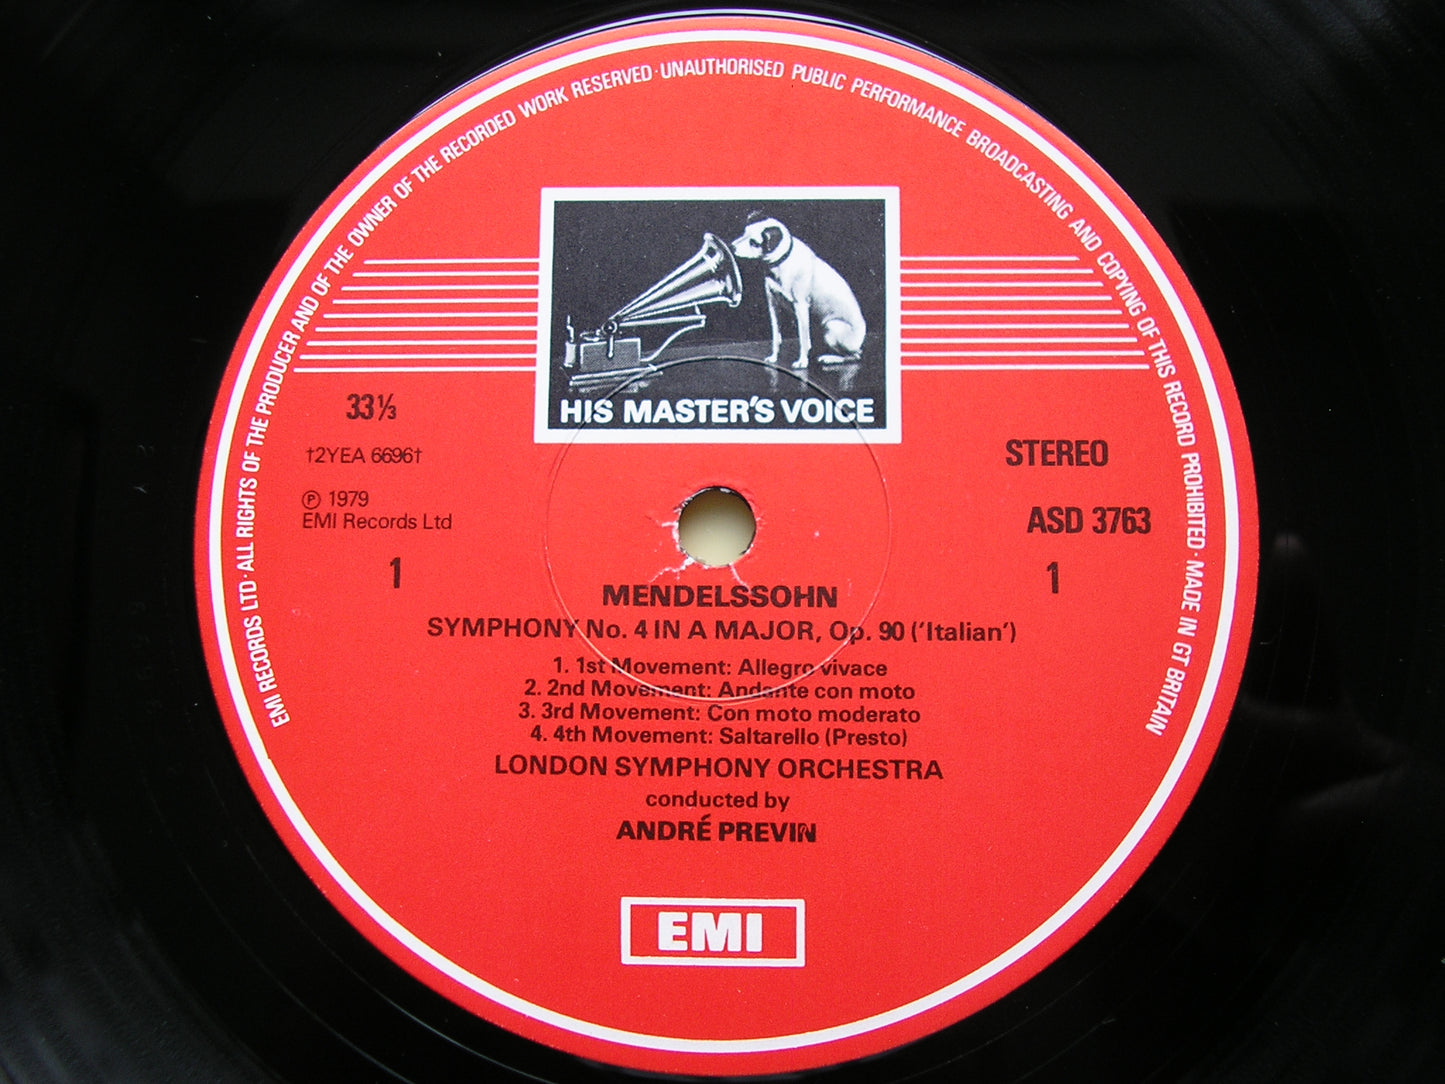 EMI RECORDS LTD · ALL RIGHTS OF THE PRODUCER AND OF THE OWNER OF THE RECORDED WORK RESERVED · UNAUTHORISED PUBLIC PERFORMANCE BROADCASTING AND COPYING OF THIS RECORD PROHIBITED · MADE IN GT BRITAIN
HIS MASTER'S VOICE
33⅓
†2YEA 6696†
℗ 1979
EMI Records Ltd
1
STEREO
ASD 3763
1
MENDELSSOHN
SYMPHONY No. 4 IN A MAJOR, Op. 90 ('Italian')
1. 1st Movement: Allegro vivace
2. 2nd Movement: Andante con moto
3. 3rd Movement: Con moto moderato
4. 4th Movement: Saltarello (Presto)
LONDON SYMPHONY ORCHESTRA
conducted by
ANDRÉ PREVIN
EMI